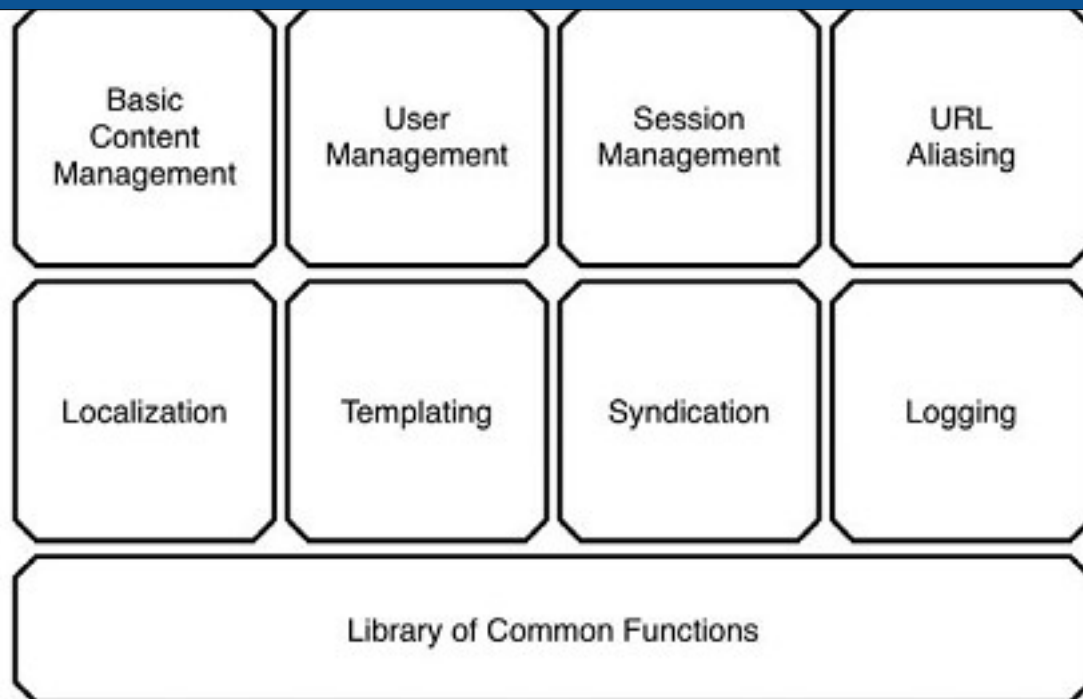 Basic
Content
Management
User
Management
Session
Management
URL
Aliasing
Localization
Templating
Syndication
Logging
Library of Common Functions